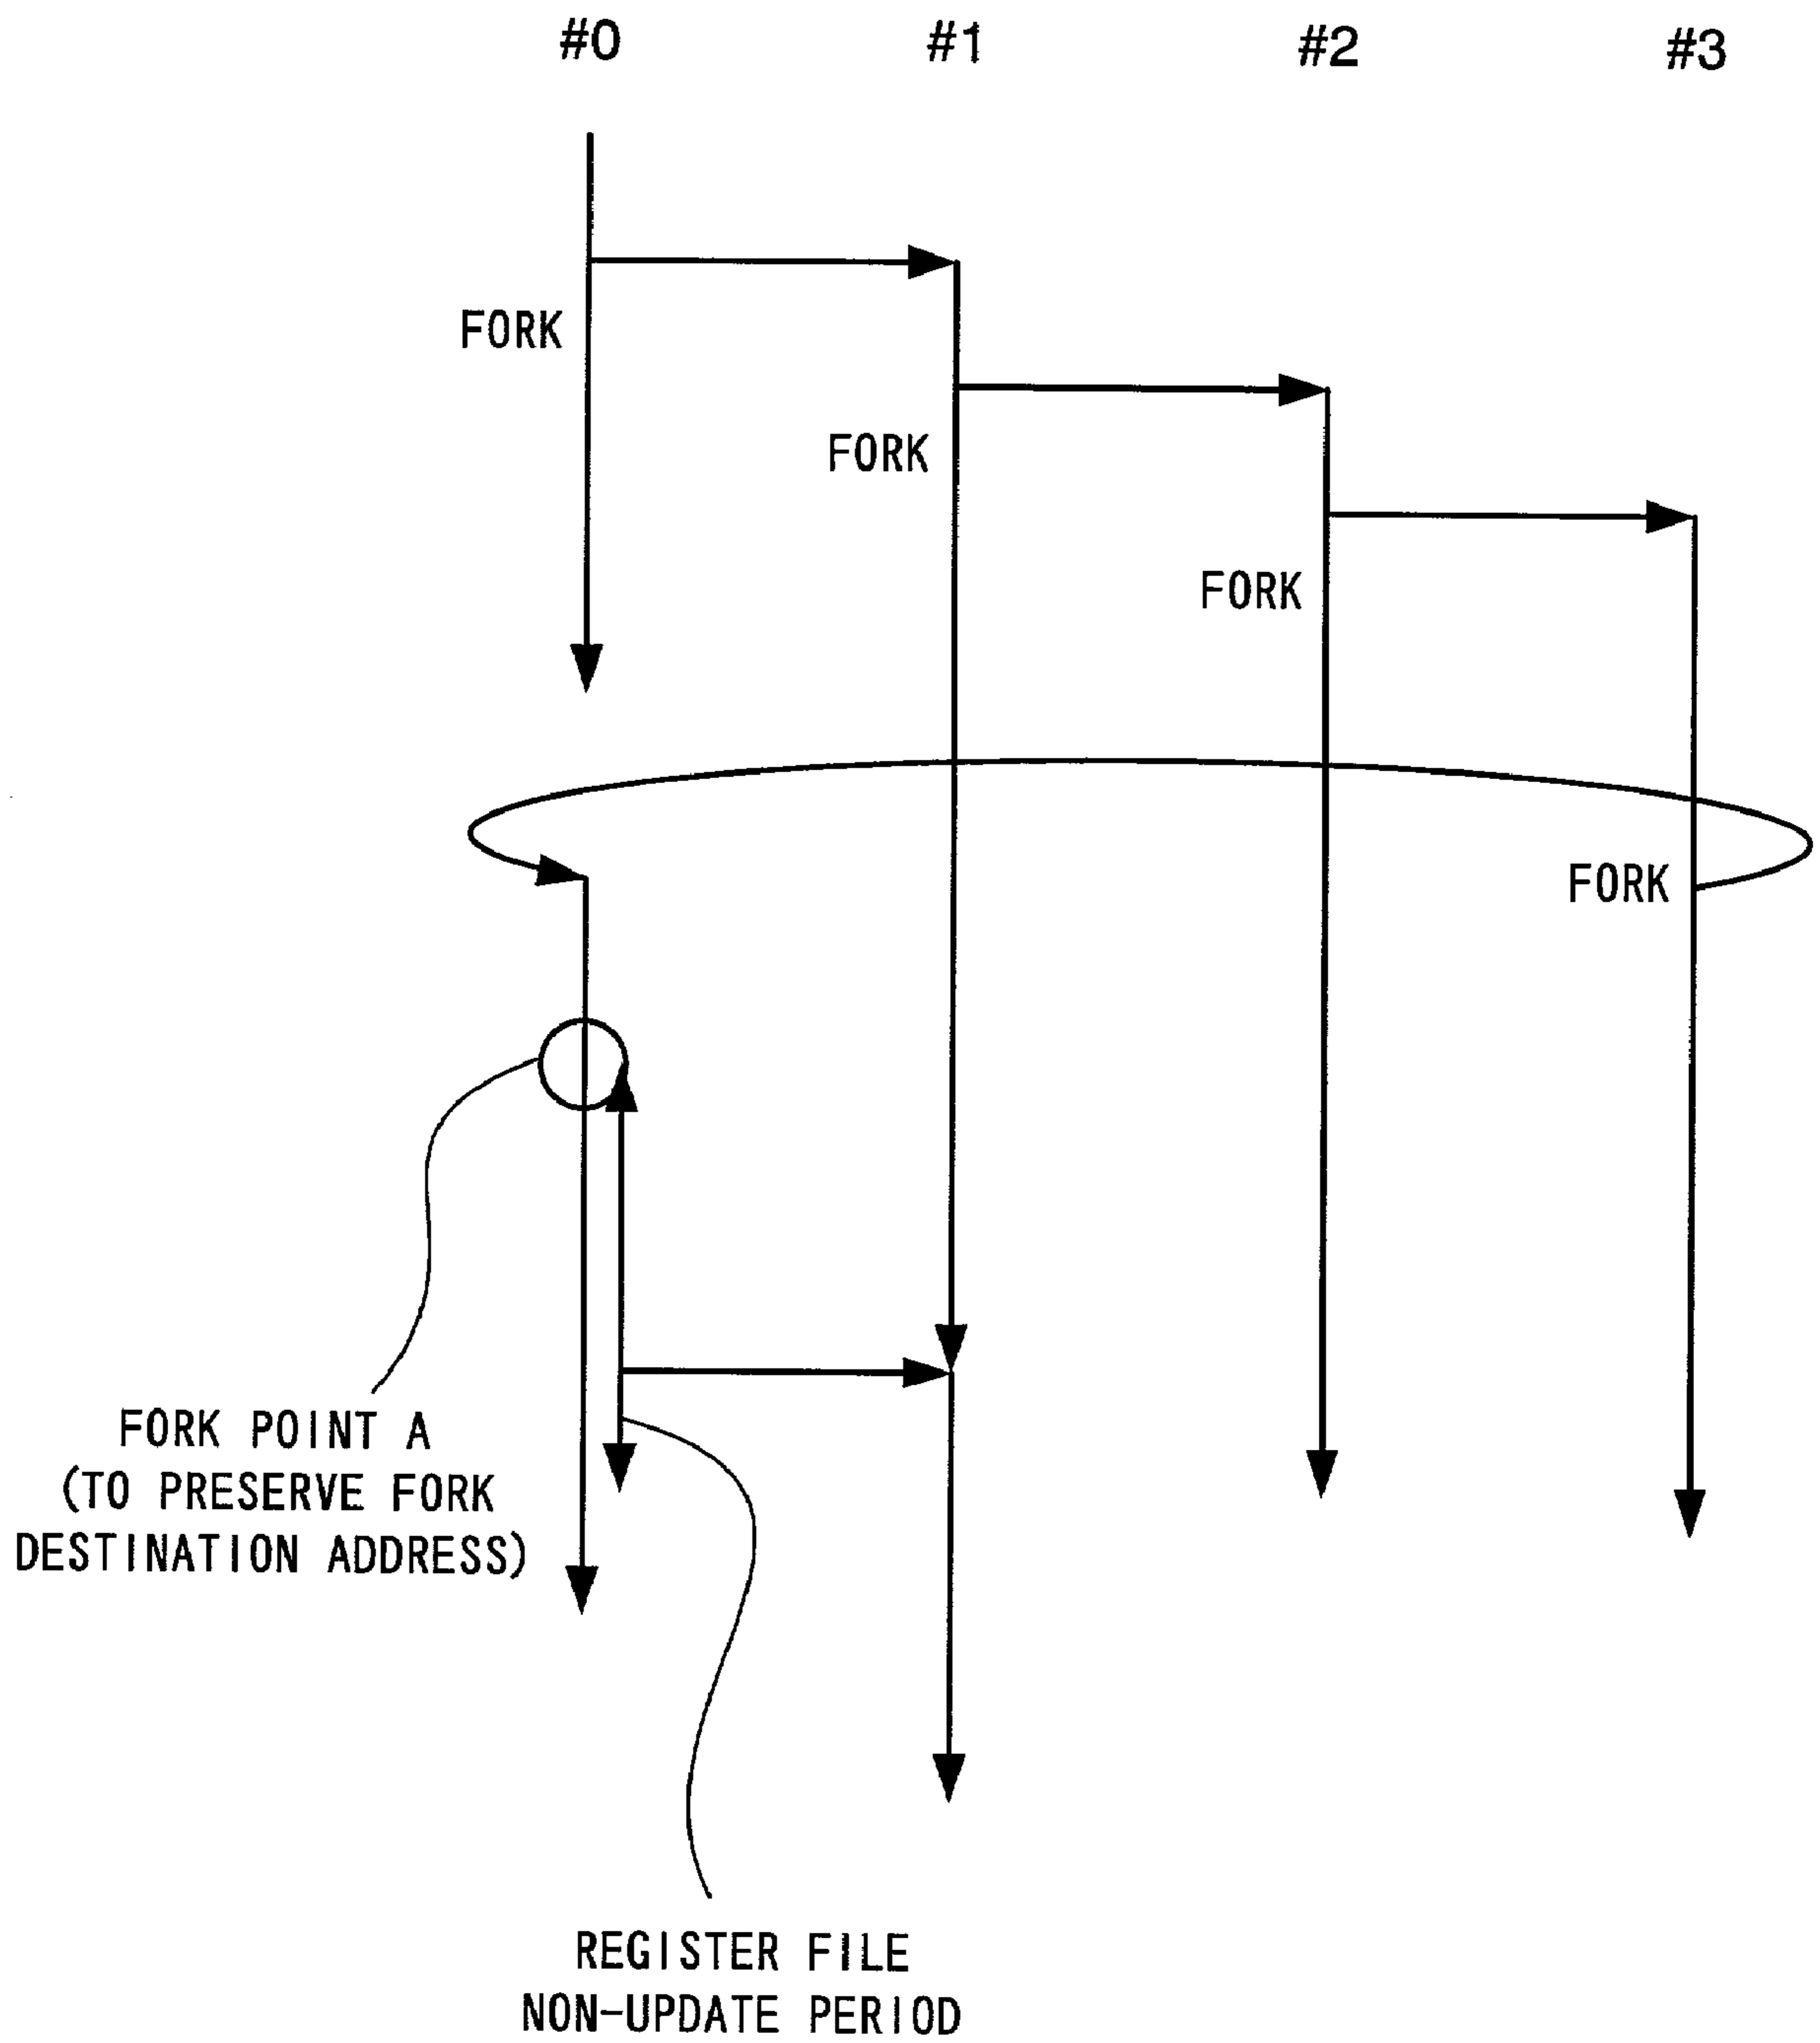 #0 #1 #2 #3
FORK
FORK
FORK
FORK
FORK POINT A
(TO PRESERVE FORK
DESTINATION ADDRESS)
REGISTER FILE
NON-UPDATE PERIOD